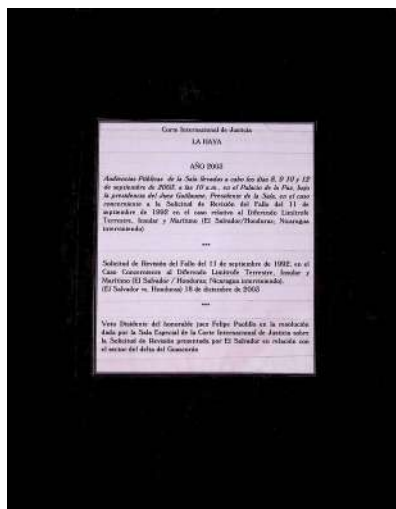 Corte Internacional de Justicia
LA HAYA
AÑO 2003
Audiencias Públicas de la Sala llevadas a cabo los días 8, 9 10 y 12
de septiembre de 2003, a las 10 a.m., en el Palacio de la Paz, bajo
la presidencia del Juez Guillaume, Presidente de la Sala, en el caso
concerniente a la Solicitud de Revisión del Fallo del 11 de
septiembre de 1992 en el caso relativo al Diferendo Limítrofe
Terrestre, Insular y Marítimo (El Salvador/Honduras; Nicaragua
interviniendo)
***
Solicitud de Revisión del Fallo del 11 de septiembre de 1992, en el
Caso Concerniente al Diferendo Limítrofe Terrestre, Insular y
Marítimo (El Salvador / Honduras; Nicaragua interviniendo).
(El Salvador vs. Honduras) 18 de diciembre de 2003
***
Voto Disidente del honorable juez Felipe Paolillo en la resolución
dada por la Sala Especial de la Corte Internacional de Justicia sobre
la Solicitud de Revisión presentada por El Salvador en relación con
el sector del delta del Goascorán